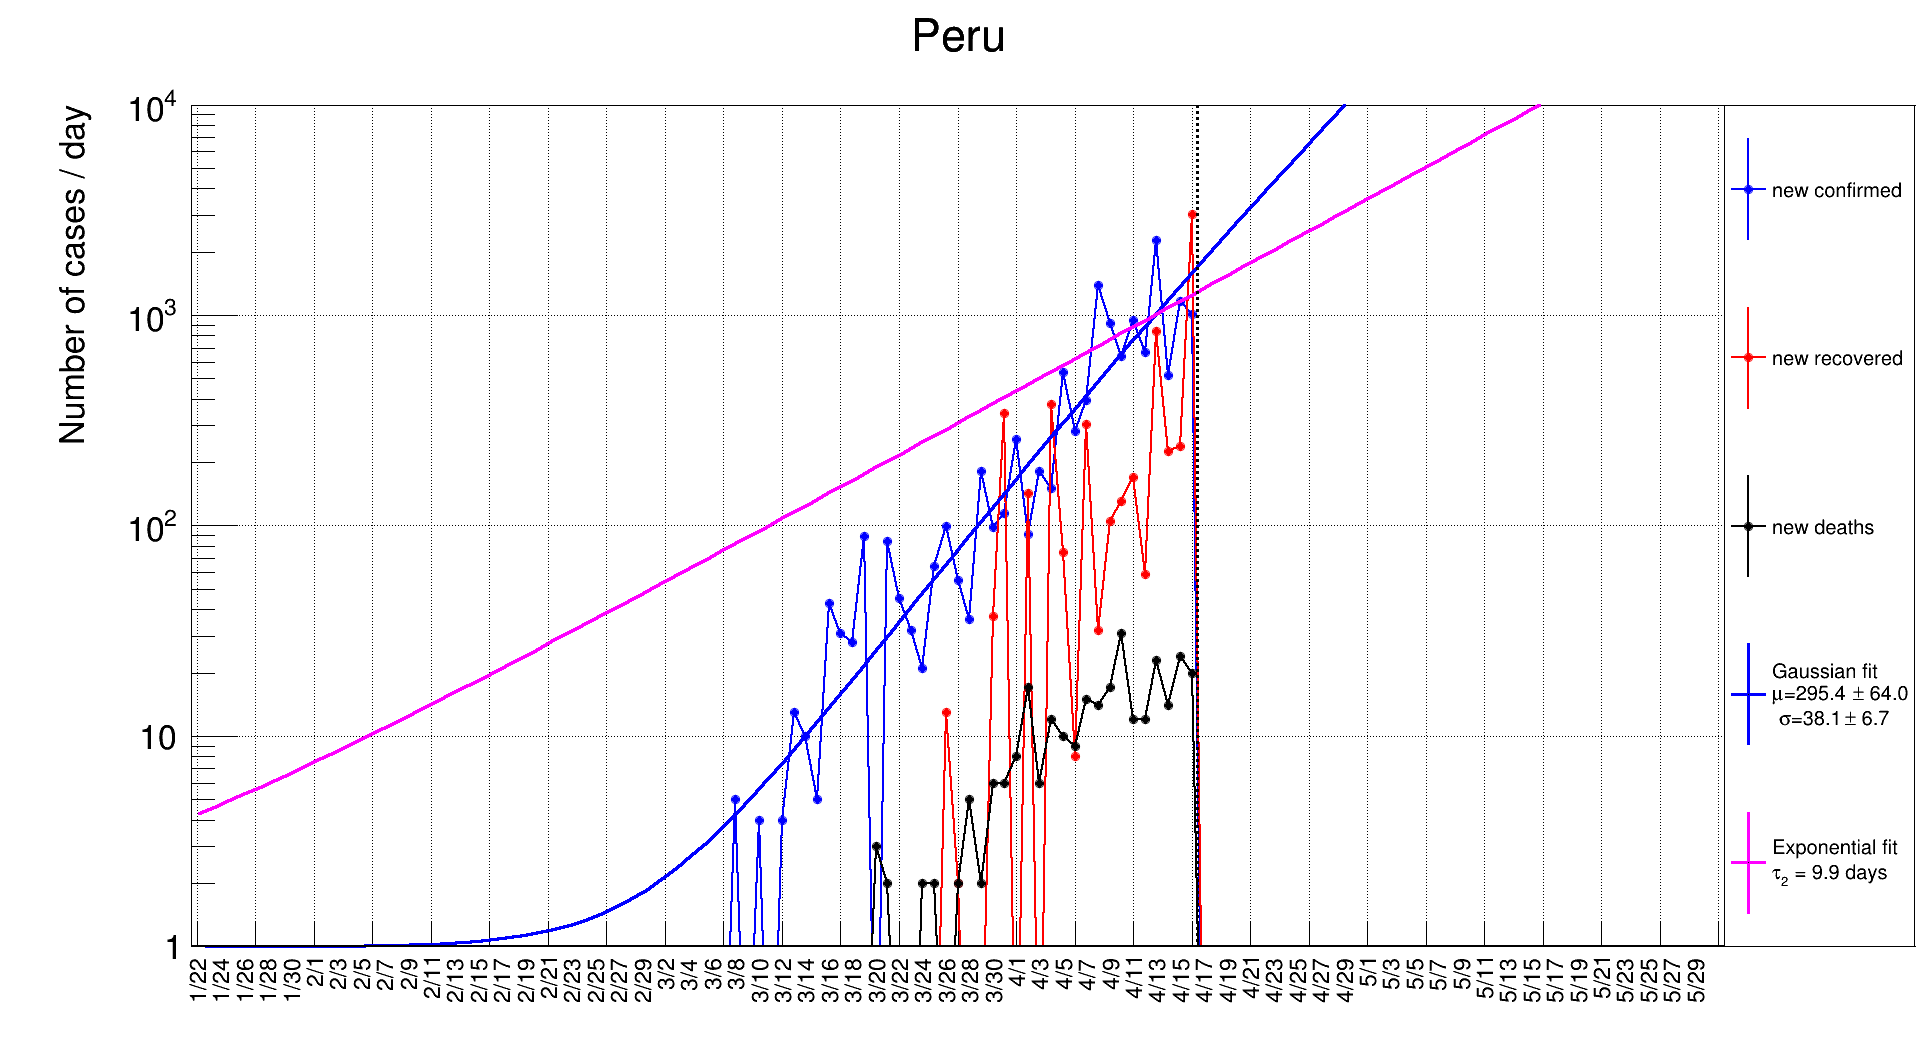 Peru
Number of cases / day
10⁴
10³
10²
10
1
1/22 1/24 1/26 1/28 1/30 2/1 2/3 2/5 2/7 2/9 2/11 2/13 2/15 2/17 2/19 2/21 2/23 2/25 2/27 2/29 3/2 3/4 3/6 3/8 3/10 3/12 3/14 3/16 3/18 3/20 3/22 3/24 3/26 3/28 3/30 4/1 4/3 4/5 4/7 4/9 4/11 4/13 4/15 4/17 4/19 4/21 4/23 4/25 4/27 4/29 5/1 5/3 5/5 5/7 5/9 5/11 5/13 5/15 5/17 5/19 5/21 5/23 5/25 5/27 5/29
new confirmed
new recovered
new deaths
Gaussian fit
μ=295.4 ± 64.0
σ=38.1 ± 6.7
Exponential fit
τ₂ = 9.9 days